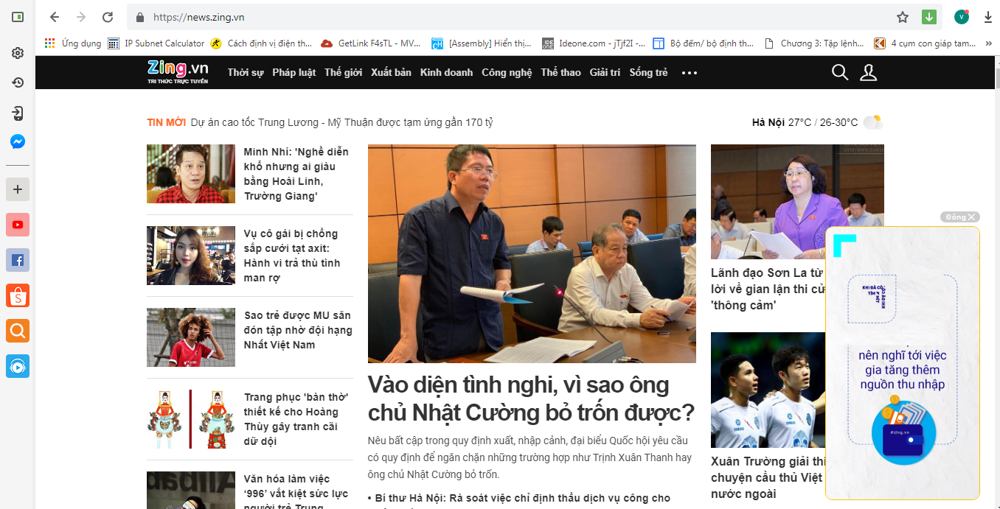 https://news.zing.vn
V
Ứng dụng
IP Subnet Calculator
Cách định vị điện th...
GetLink F4sTL - MV...
[Assembly] Hiển thị...
Ideone.com - jTjf2I -...
Bộ đếm/ bộ định th...
Chương 3: Tập lệnh...
4 cụm con giáp tam...
»
Zing.vn
TRI THỨC TRỰC TUYẾN
Thời sự
Pháp luật
Thế giới
Xuất bản
Kinh doanh
Công nghệ
Thể thao
Giải trí
Sống trẻ
TIN MỚI Dự án cao tốc Trung Lương - Mỹ Thuận được tạm ứng gần 170 tỷ
Hà Nội 27°C / 26-30°C
Minh Nhí: 'Nghề diễn
khổ nhưng ai giàu
bằng Hoài Linh,
Trường Giang'
Vụ cô gái bị chồng
sắp cưới tạt axit:
Hành vi trả thù tình
man rợ
Sao trẻ được MU săn
đón tập nhờ đội hạng
Nhất Việt Nam
Trang phục 'bàn thờ'
thiết kế cho Hoàng
Thùy gây tranh cãi
dữ dội
Văn hóa làm việc
‘996’ vắt kiệt sức lực
người trẻ Trung
Vào diện tình nghi, vì sao ông
chủ Nhật Cường bỏ trốn được?
Nêu bất cập trong quy định xuất, nhập cảnh, đại biểu Quốc hội yêu cầu
có quy định để ngăn chặn những trường hợp như Trịnh Xuân Thanh hay
ông chủ Nhật Cường bỏ trốn.
• Bí thư Hà Nội: Rà soát việc chỉ định thầu dịch vụ công cho
Lãnh đạo Sơn La từ
lời về gian lận thi cử
'thông cảm'
Xuân Trường giải thí
chuyện cầu thủ Việt
nước ngoài
Đóng X
KHI ĐÃ CÓ
nên nghĩ tới việc
gia tăng thêm
nguồn thu nhập
#zing.vn